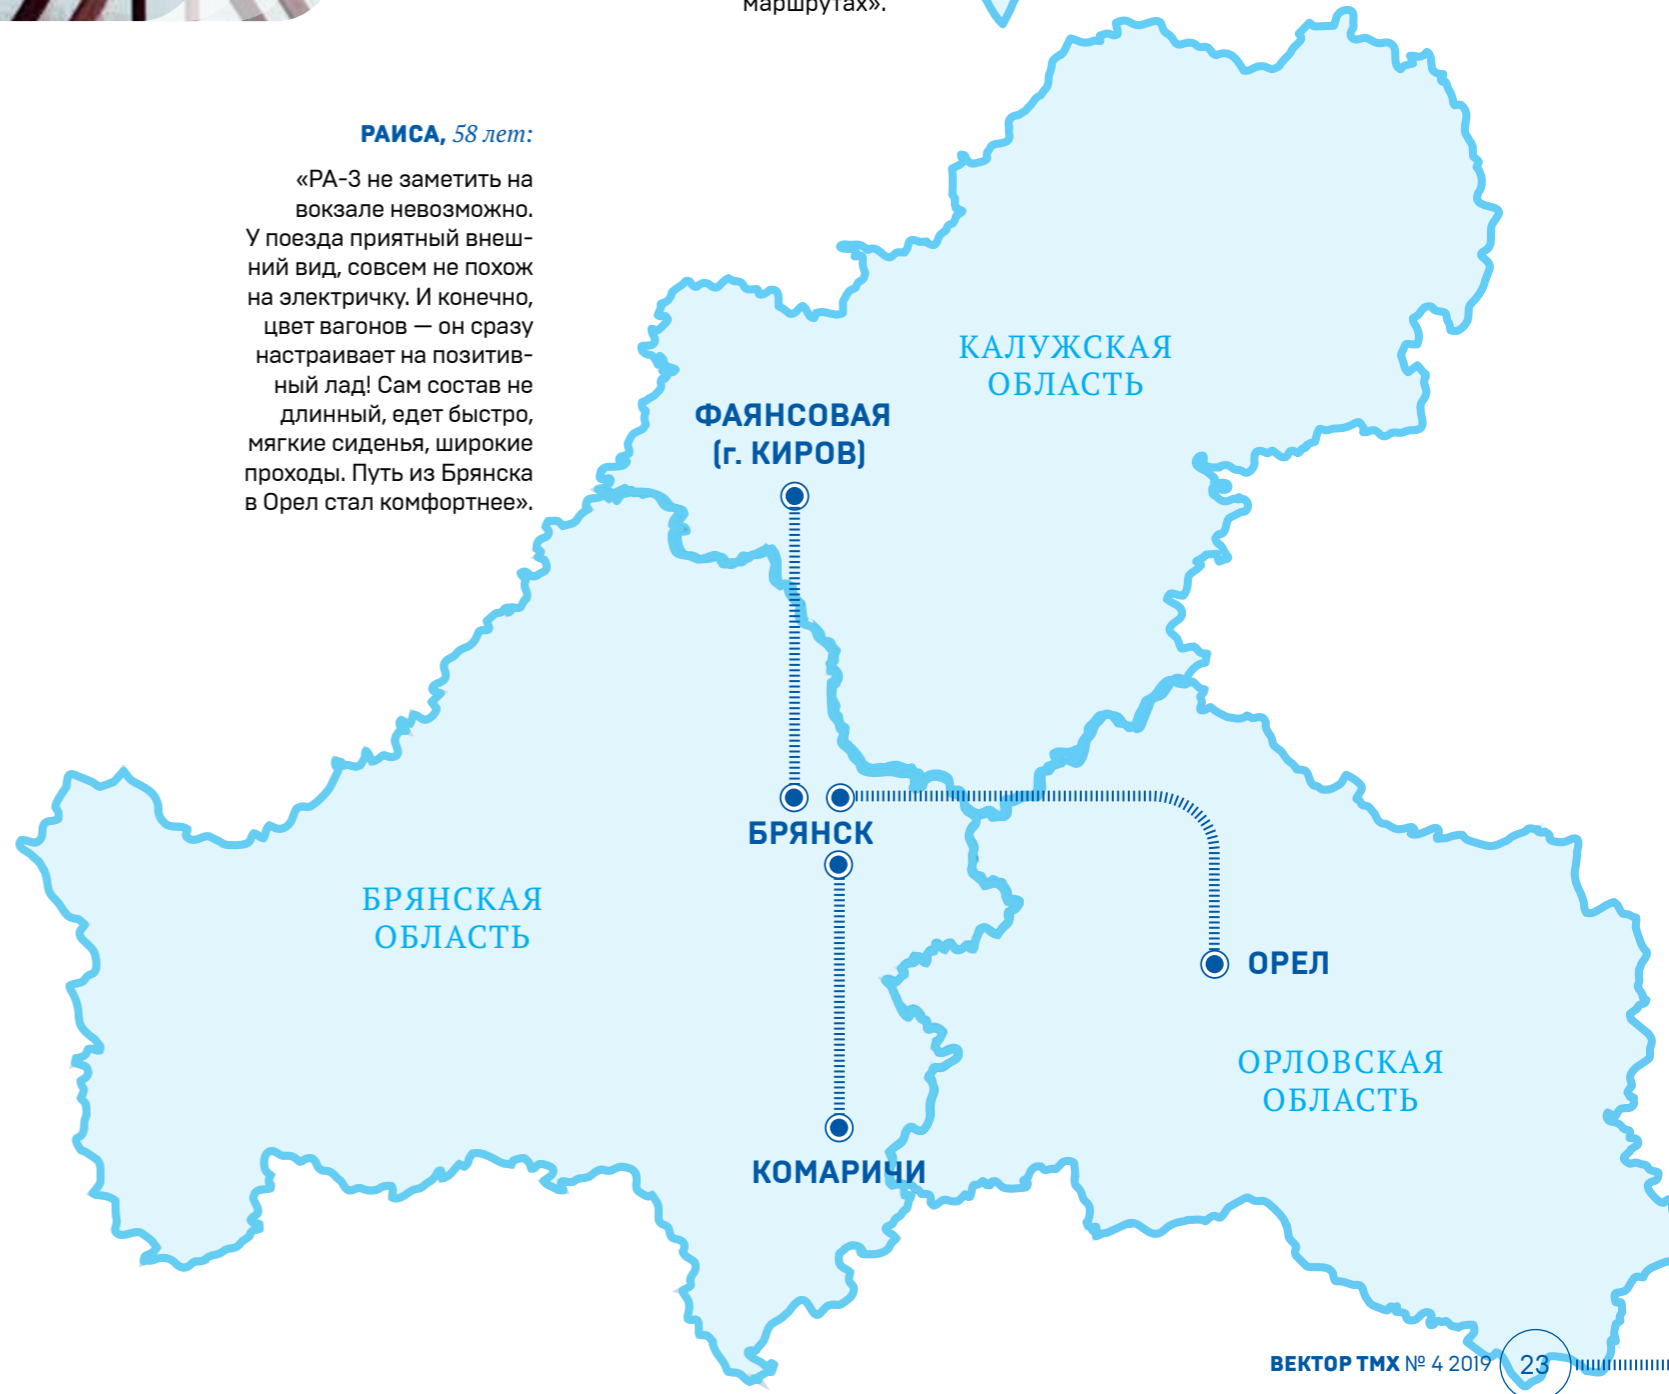 маршрутах».
РАИСА, 58 лет:
«РА-3 не заметить на
вокзале невозможно.
У поезда приятный внеш-
ний вид, совсем не похож
на электричку. И конечно,
цвет вагонов — он сразу
настраивает на позитив-
ный лад! Сам состав не
длинный, едет быстро,
мягкие сиденья, широкие
проходы. Путь из Брянска
в Орел стал комфортнее».
КАЛУЖСКАЯ
ОБЛАСТЬ
ФАЯНСОВАЯ
(г. КИРОВ)
БРЯНСК
БРЯНСКАЯ
ОБЛАСТЬ
ОРЕЛ
ОРЛОВСКАЯ
ОБЛАСТЬ
КОМАРИЧИ
ВЕКТОР ТМХ № 4 2019 23